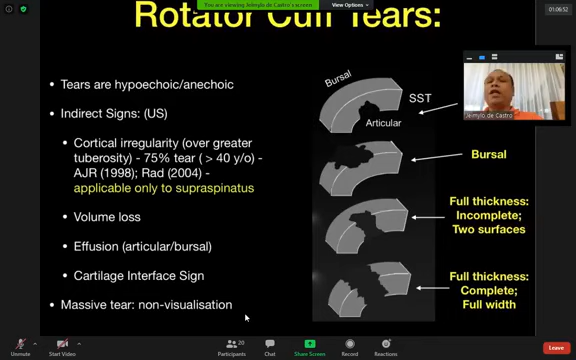 You are viewing Jelmylo de Castro's screen
View Options
01:06:52
Rotator Cuff Tears:
• Tears are hypoechoic/anechoic
• Indirect Signs: (US)
• Cortical irregularity (over greater
tuberosity) - 75% tear ( > 40 y/o) -
AJR (1998); Rad (2004) -
applicable only to supraspinatus
• Volume loss
• Effusion (articular/bursal)
• Cartilage Interface Sign
• Massive tear: non-visualisation
Bursal
SST
Articular
Bursal
Full thickness:
Incomplete;
Two surfaces
Full thickness:
Complete;
Full width
Jelmylo de Castro
Unmute
Start Video
Participants
20
Chat
Share Screen
Record
Reactions
Leave